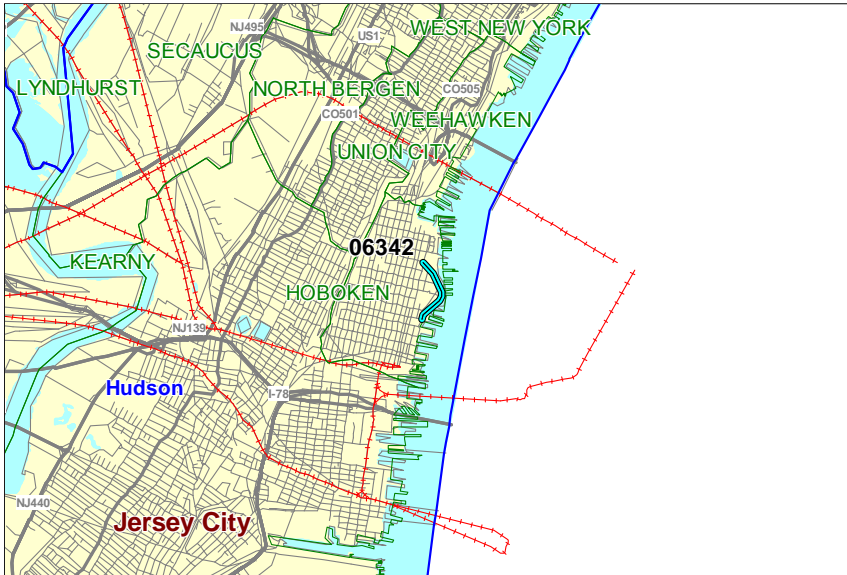 NJ495
WEST NEW YORK
US1
SECAUCUS
LYNDHURST
NORTH BERGEN
CO505
CO501
WEEHAWKEN
UNION CITY
06342
KEARNY
HOBOKEN
NJ139
Hudson
I-78
NJ440
Jersey City